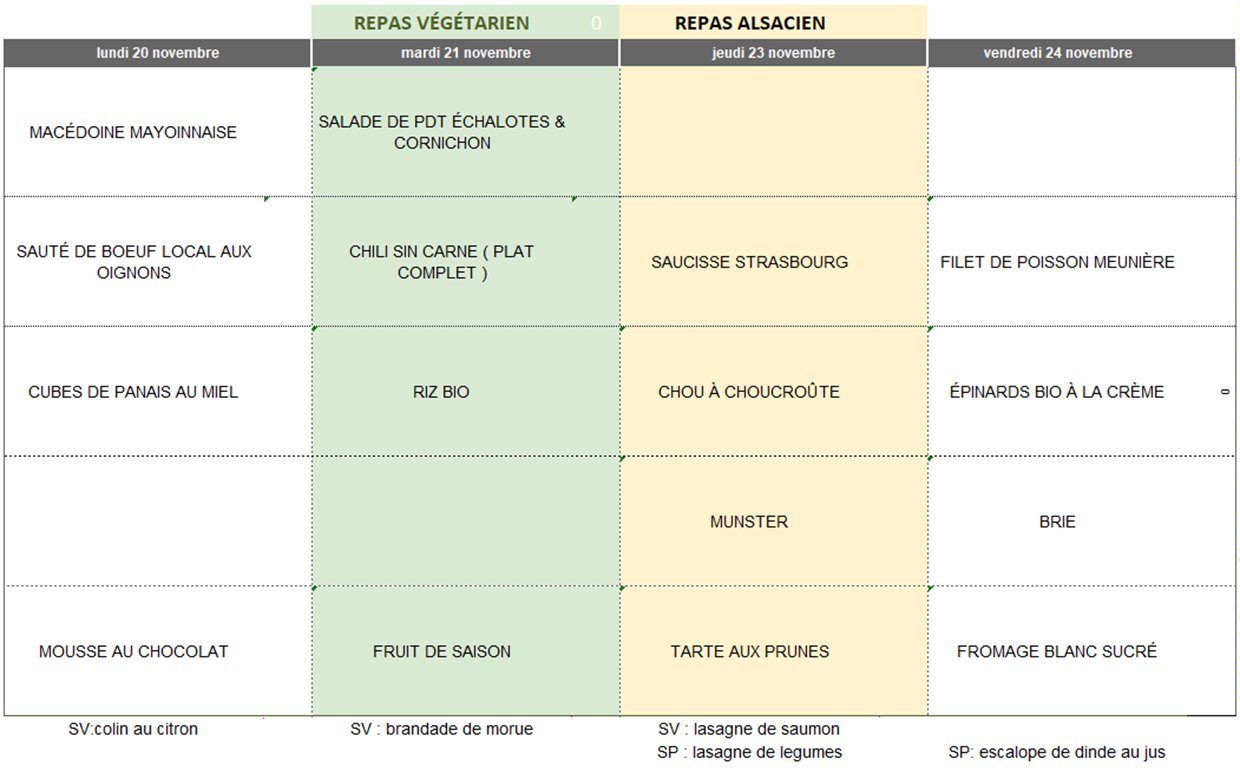 REPAS VÉGÉTARIEN 0 REPAS ALSACIEN
lundi 20 novembre mardi 21 novembre jeudi 23 novembre vendredi 24 novembre
MACÉDOINE MAYOINNAISE
SALADE DE PDT ÉCHALOTES &
CORNICHON
SAUTÉ DE BOEUF LOCAL AUX
OIGNONS
CHILI SIN CARNE ( PLAT
COMPLET )
SAUCISSE STRASBOURG
FILET DE POISSON MEUNIÈRE
CUBES DE PANAIS AU MIEL
RIZ BIO
CHOU À CHOUCROÛTE
ÉPINARDS BIO À LA CRÈME
0
MUNSTER
BRIE
MOUSSE AU CHOCOLAT
FRUIT DE SAISON
TARTE AUX PRUNES
FROMAGE BLANC SUCRÉ
SV:colin au citron
SV : brandade de morue
SV : lasagne de saumon
SP : lasagne de legumes
SP: escalope de dinde au jus